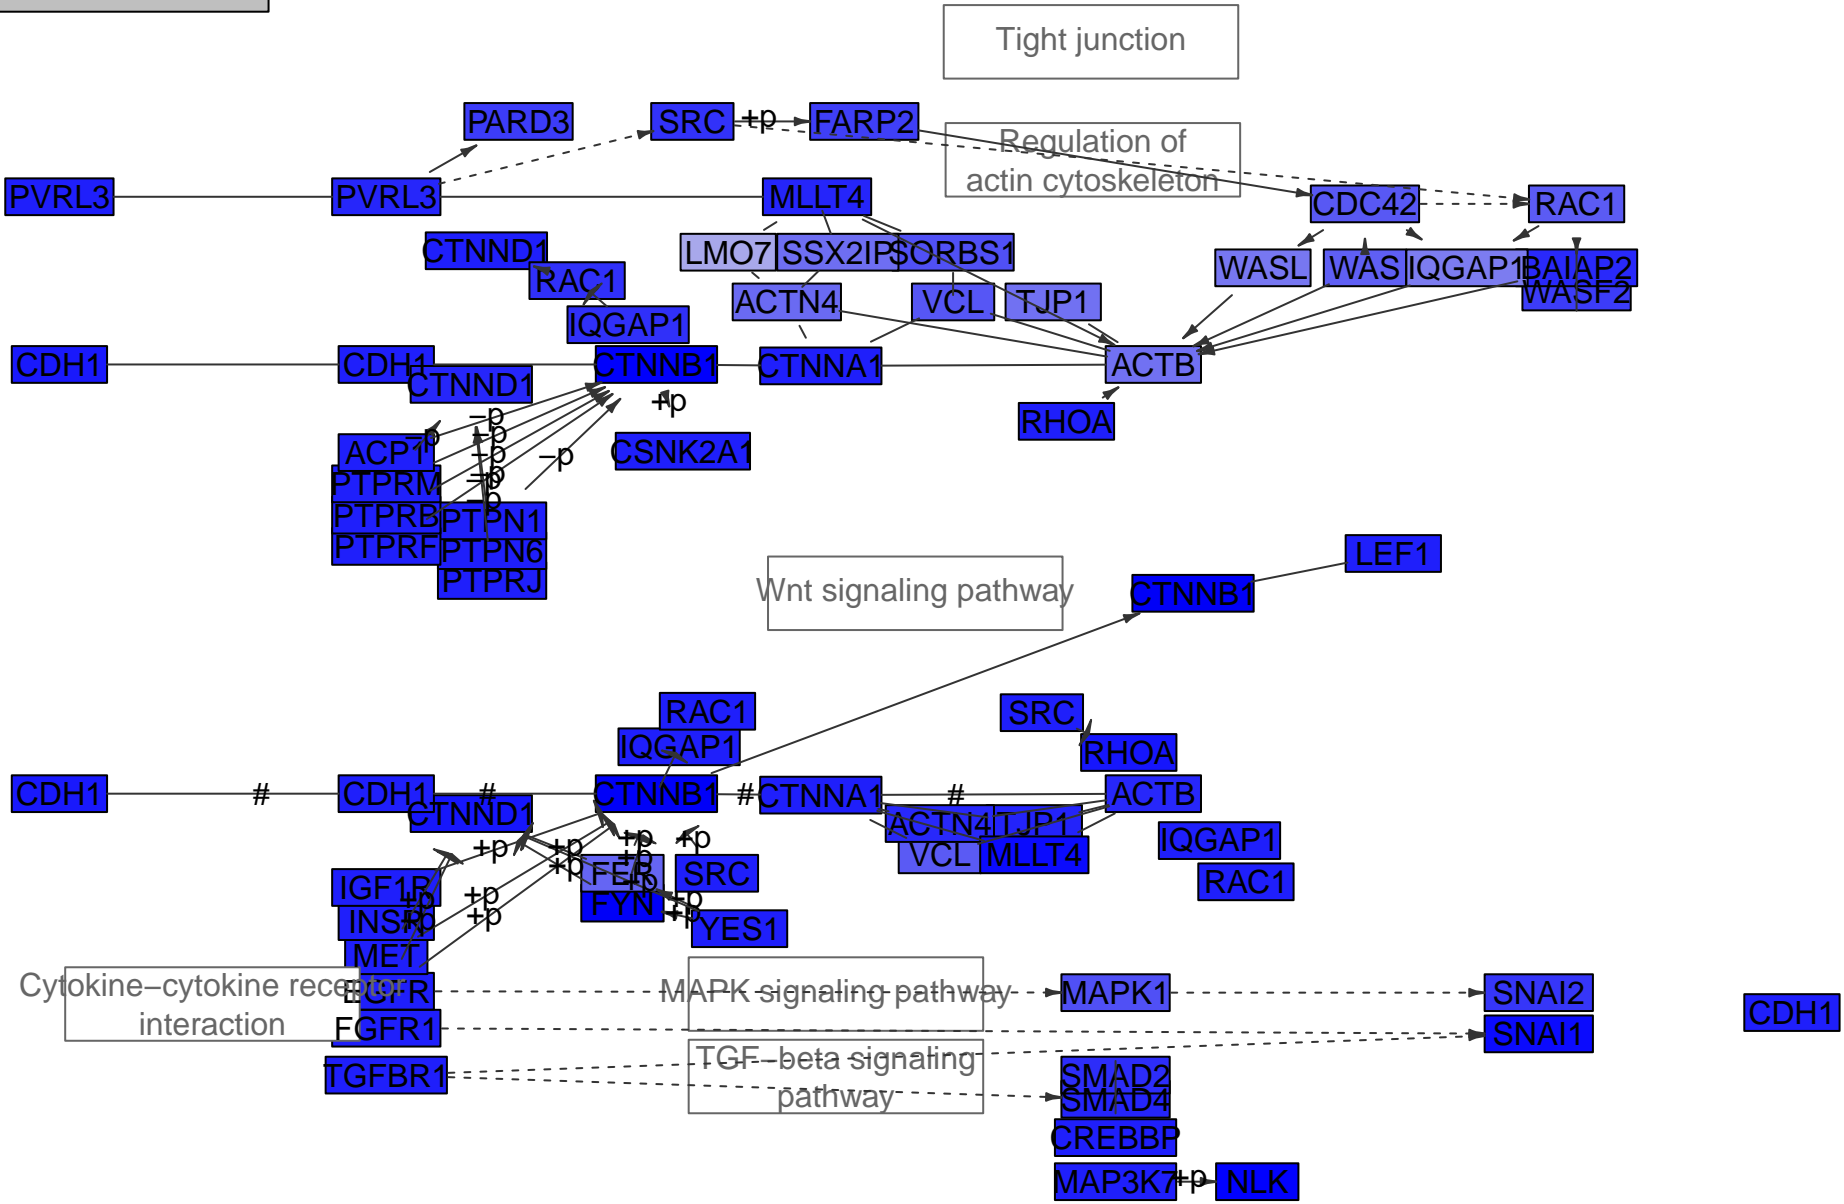 Tight junction
PARD3
SRC
+p
FARP2
Regulation of
actin cytoskeleton
PVRL3
PVRL3
MLLT4
CDC42
RAC1
CTNND1
RAC1
IQGAP1
LMO7
SSX2IP
SORBS1
WASL
WAS
IQGAP1
BAIAP2
WASF2
ACTN4
VCL
TJP1
CDH1
CDH1
CTNND1
CTNNB1
CTNNA1
ACTB
+p
RHOA
−p
−p
−p
−p
−p
−p
−p
−p
ACP1
CSNK2A1
PTPRM
PTPRB
PTPRF
PTPN1
PTPN6
PTPRJ
LEF1
Wnt signaling pathway
CTNNB1
RAC1
IQGAP1
SRC
RHOA
CDH1
#
CDH1
#
CTNND1
CTNNB1
#
CTNNA1
#
ACTB
ACTN4
TJP1
VCL
MLLT4
IQGAP1
RAC1
+p
+p
+p
+p
+p
+p
+p
FER
SRC
FYN
YES1
+p
+p
IGF1R
+p
+p
INSR
+p
+p
MET
EGFR
FGFR1
TGFBR1
Cytokine−cytokine receptor
interaction
MAPK signaling pathway
MAPK1
SNAI2
SNAI1
CDH1
TGF−beta signaling
pathway
SMAD2
SMAD4
CREBBP
MAP3K7
+p
NLK